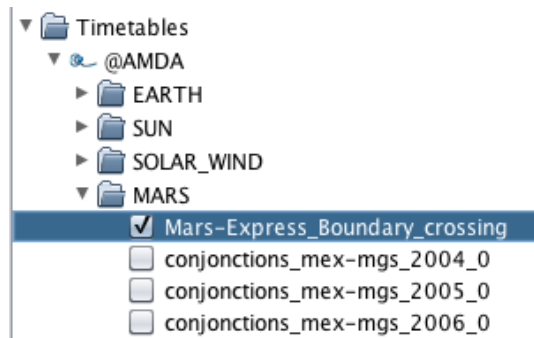 Timetables
@AMDA
EARTH
SUN
SOLAR_WIND
MARS
Mars-Express_Boundary_crossing
conjonctions_mex-mgs_2004_0
conjonctions_mex-mgs_2005_0
conjonctions_mex-mgs_2006_0